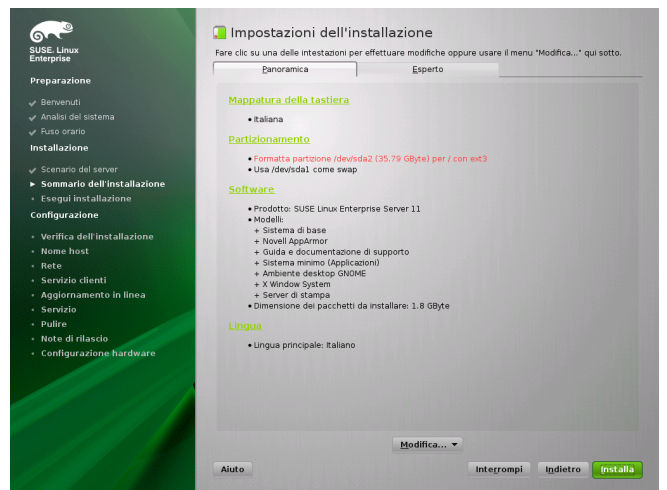 SUSE. Linux
Enterprise
Preparazione
Benvenuti
Analisi del sistema
Fuso orario
Installazione
Scenario del server
Sommario dell'installazione
Esegui installazione
Configurazione
Verifica dell'installazione
Nome host
Rete
Servizio clienti
Aggiornamento in linea
Servizio
Pulire
Note di rilascio
Configurazione hardware
Impostazioni dell'installazione
Fare clic su una delle intestazioni per effettuare modifiche oppure usare il menu "Modifica..." qui sotto.
Panoramica Esperto
Mappatura della tastiera
• Italiana
Partizionamento
• Formatta partizione /dev/sda2 (35.79 GByte) per / con ext3
• Usa /dev/sda1 come swap
Software
• Prodotto: SUSE Linux Enterprise Server 11
• Modelli:
+ Sistema di base
+ Novell AppArmor
+ Guida e documentazione di supporto
+ Sistema minimo (Applicazioni)
+ Ambiente desktop GNOME
+ X Window System
+ Server di stampa
• Dimensione dei pacchetti da installare: 1.8 GByte
Lingua
• Lingua principale: Italiano
Modifica...
Aiuto Interrompi Indietro Installa